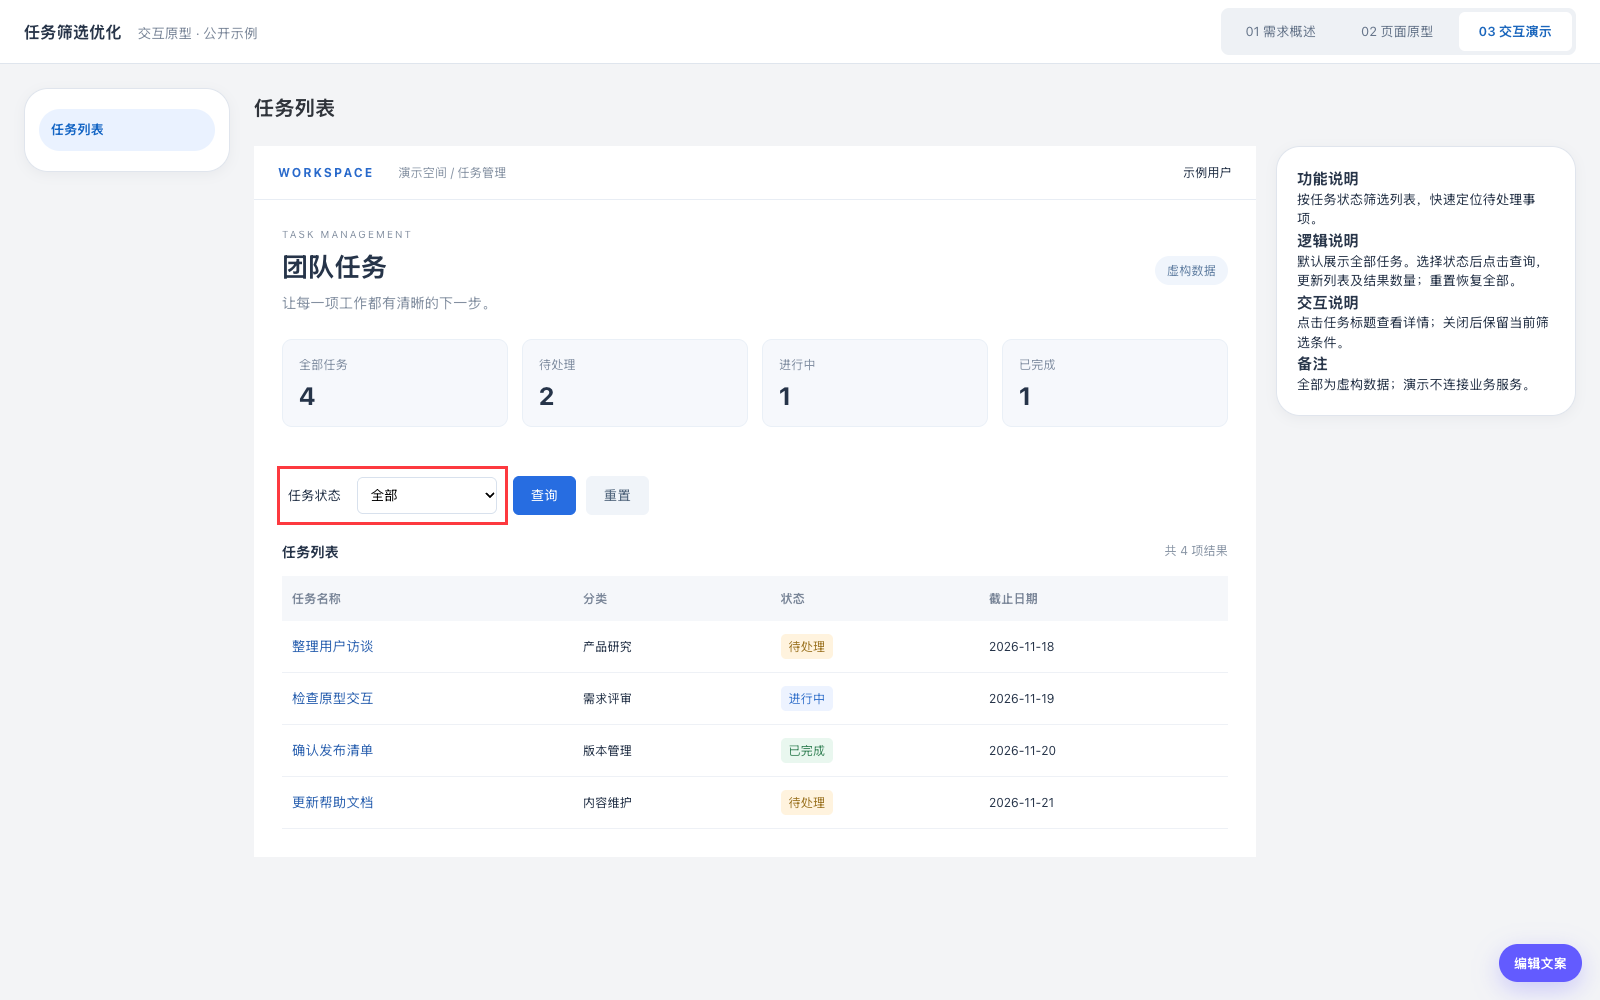 任务筛选优化 交互原型 · 公开示例
01 需求概述 02 页面原型 03 交互演示
任务列表
任务列表
WORKSPACE 演示空间 / 任务管理 示例用户
TASK MANAGEMENT
团队任务
虚构数据
让每一项工作都有清晰的下一步。
全部任务 待处理 进行中 已完成
4 2 1 1
任务状态 全部 查询 重置
任务列表 共 4 项结果
任务名称 分类 状态 截止日期
整理用户访谈 产品研究 待处理 2026-11-18
检查原型交互 需求评审 进行中 2026-11-19
确认发布清单 版本管理 已完成 2026-11-20
更新帮助文档 内容维护 待处理 2026-11-21
功能说明
按任务状态筛选列表，快速定位待处理事
项。
逻辑说明
默认展示全部任务。选择状态后点击查询，
更新列表及结果数量；重置恢复全部。
交互说明
点击任务标题查看详情；关闭后保留当前筛
选条件。
备注
全部为虚构数据；演示不连接业务服务。
编辑文案